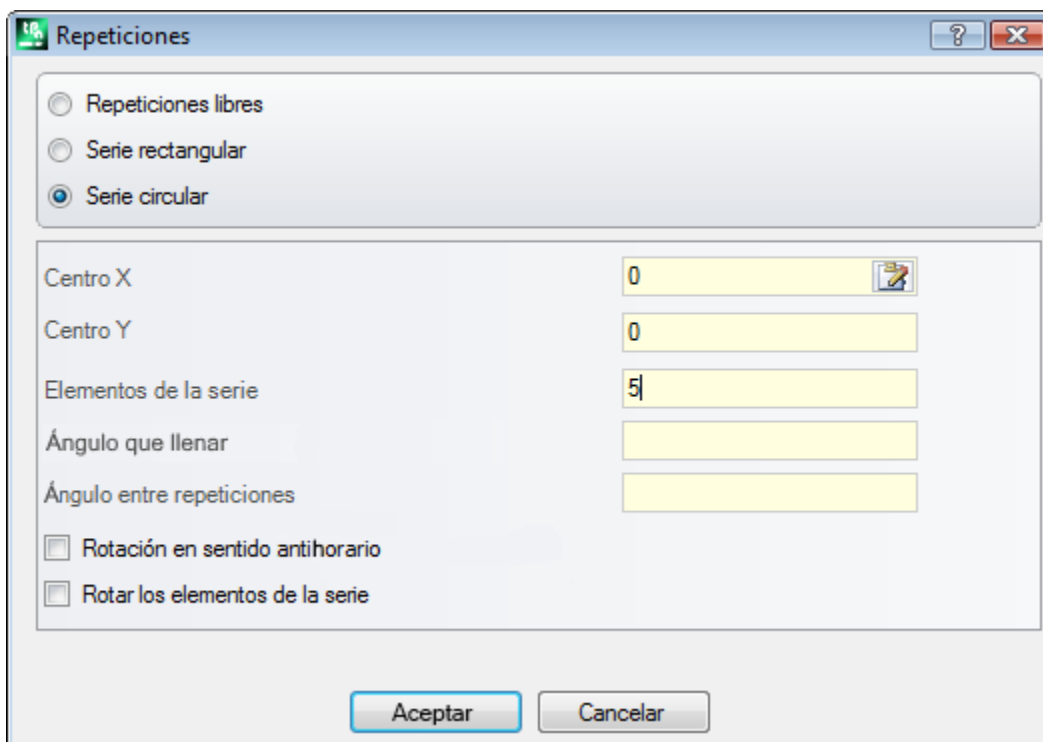 Repeticiones
Repeticiones libres
Serie rectangular
Serie circular
Centro X 0
Centro Y 0
Elementos de la serie 5
Ángulo que llenar
Ángulo entre repeticiones
Rotación en sentido antihorario
Rotar los elementos de la serie
Aceptar Cancelar